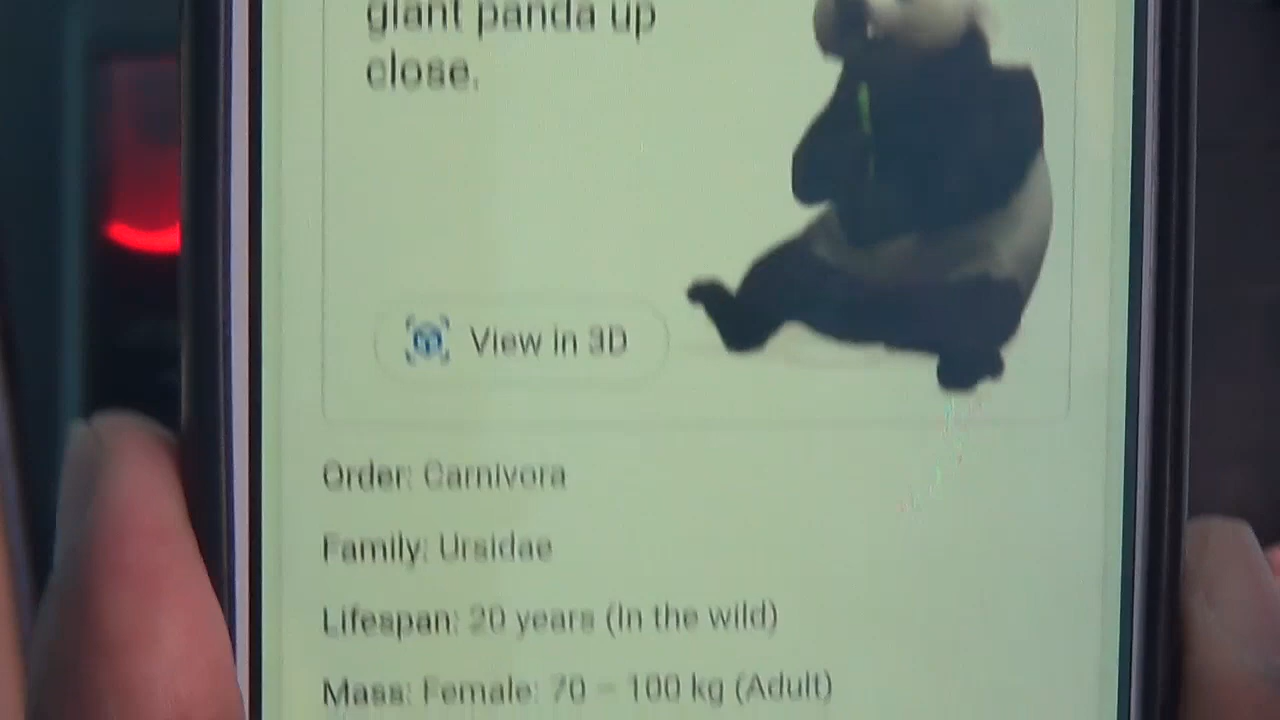 giant panda up
close.
View in 3D
Order: Carnivora
Family: Ursidae
Lifespan: 20 years (In the wild)
Mass: Female: 70 – 100 kg (Adult)